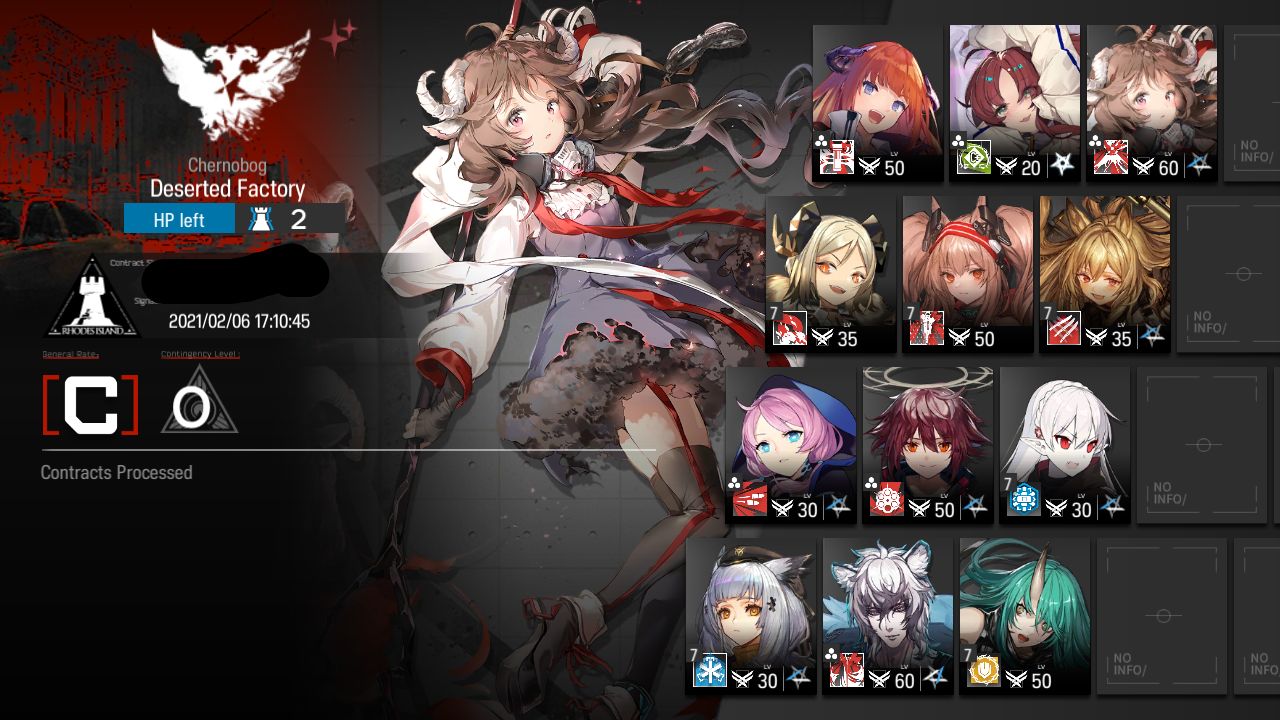 Chernobog
Deserted Factory
HP left 2
Contract S
Signa
RHODES ISLAND
2021/02/06 17:10:45
General Rate:
Contingency Level:
C
0
Contracts Processed
LV
50
LV
20
LV
60
NO
INFO/
7
LV
35
7
LV
50
7
LV
35
NO
INFO/
LV
30
LV
50
7
LV
30
NO
INFO/
7
LV
30
LV
60
7
LV
50
NO
INFO/
NO
INFO